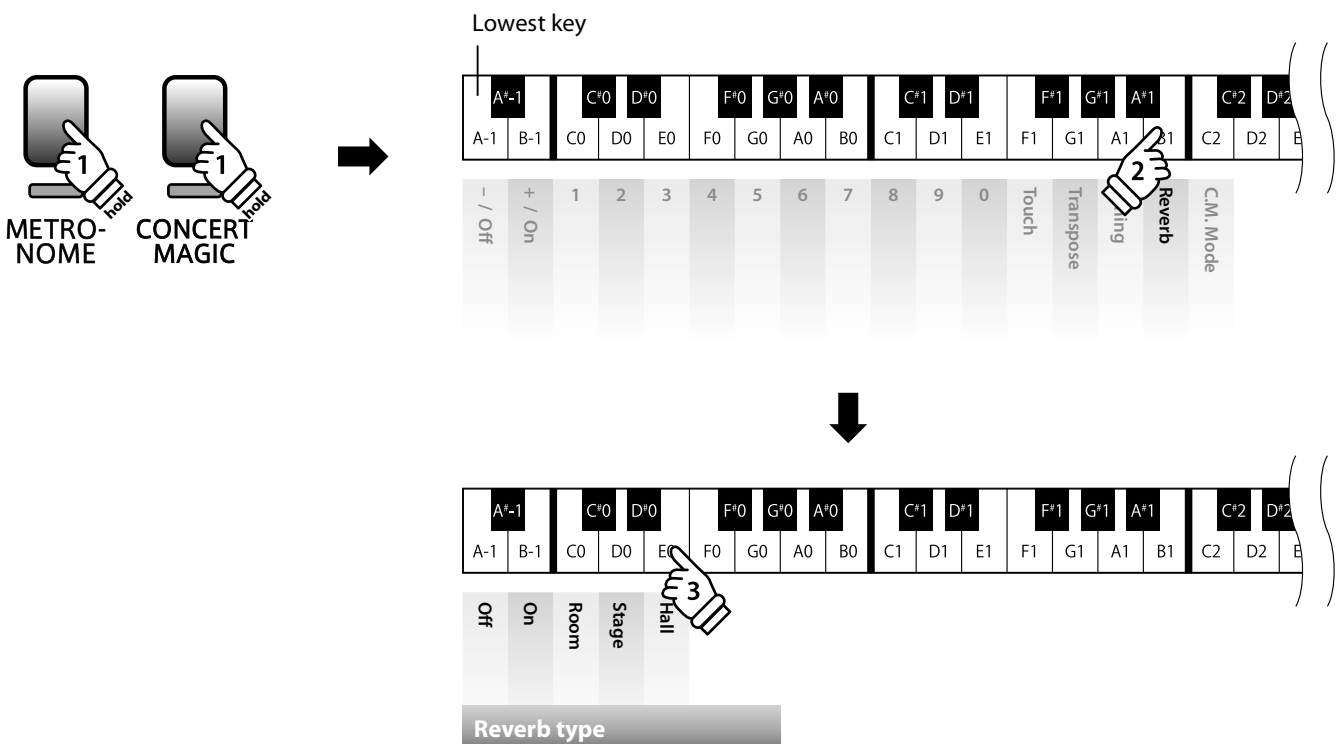 Lowest key
A#-1 C#0 D#0 F#0 G#0 A#0 C#1 D#1 F#1 G#1 A#1 C#2 D#2
A-1 B-1 C0 D0 E0 F0 G0 A0 B0 C1 D1 E1 F1 G1 A1 B1 C2 D2 E
1 hold
METRO-
NOME
1 hold
CONCERT
MAGIC
2
- / Off
+ / On
1 2 3 4 5 6 7 8 9 0
Touch
Transpose
Reverb
C.M. Mode
A#-1 C#0 D#0 F#0 G#0 A#0 C#1 D#1 F#1 G#1 A#1 C#2 D#2
A-1 B-1 C0 D0 E0 F0 G0 A0 B0 C1 D1 E1 F1 G1 A1 B1 C2 D2 E
3
Off
On
Room
Stage
Hall
Reverb type